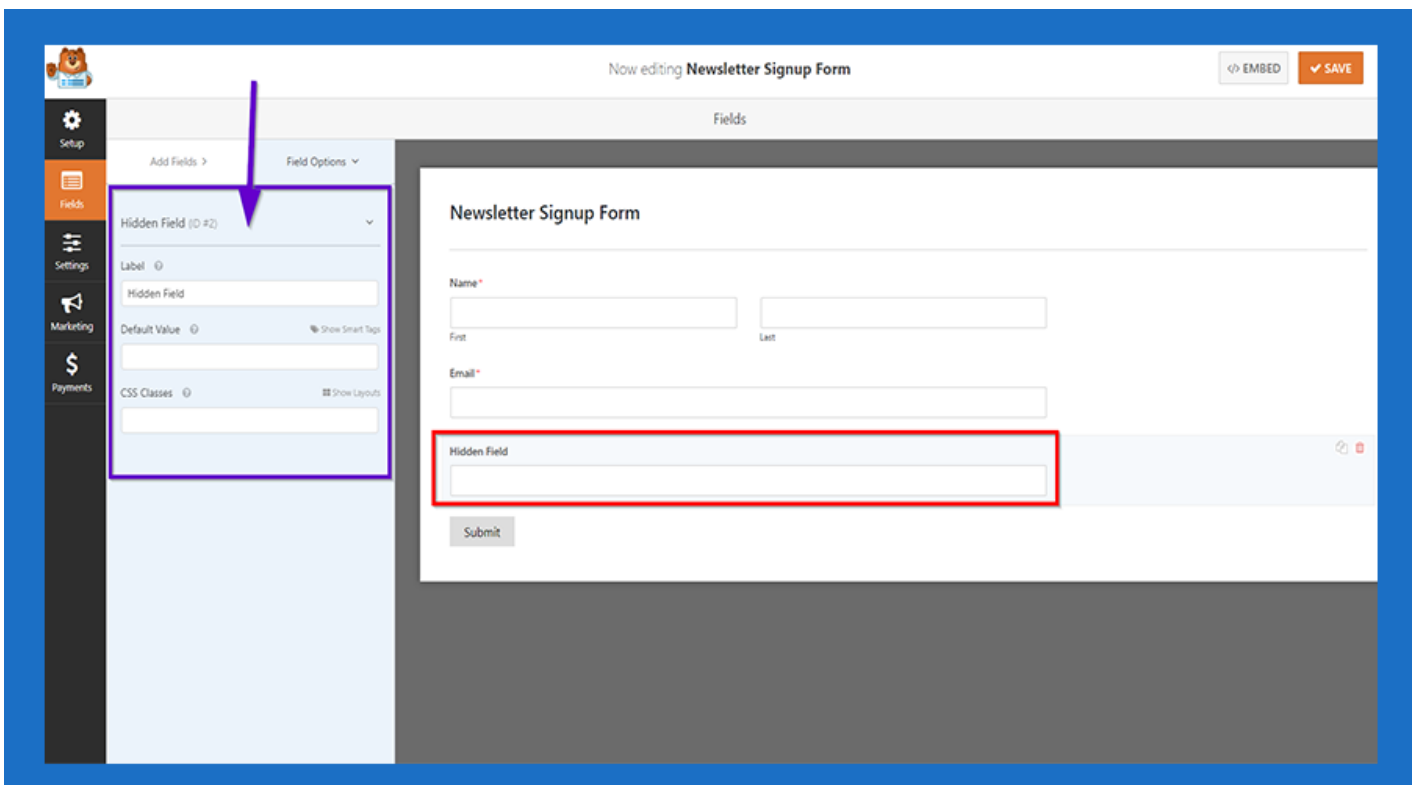 Now editing Newsletter Signup Form
</> EMBED
SAVE
Setup
Fields
Settings
Marketing
Payments
Fields
Add Fields >
Field Options
Hidden Field (ID #2)
Label
Hidden Field
Default Value
Show Smart Tags
CSS Classes
Show Layouts
Newsletter Signup Form
Name*
First
Last
Email*
Hidden Field
Submit